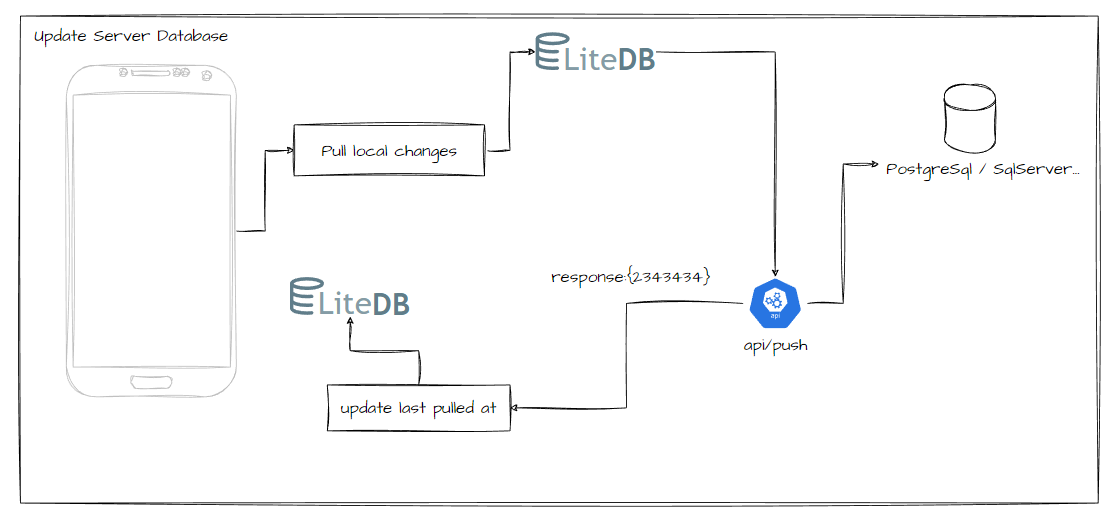 Update Server Database
LiteDB
Pull local changes
PostgreSql / SqlServer...
response:{2343434}
LiteDB
api
api/push
update last pulled at